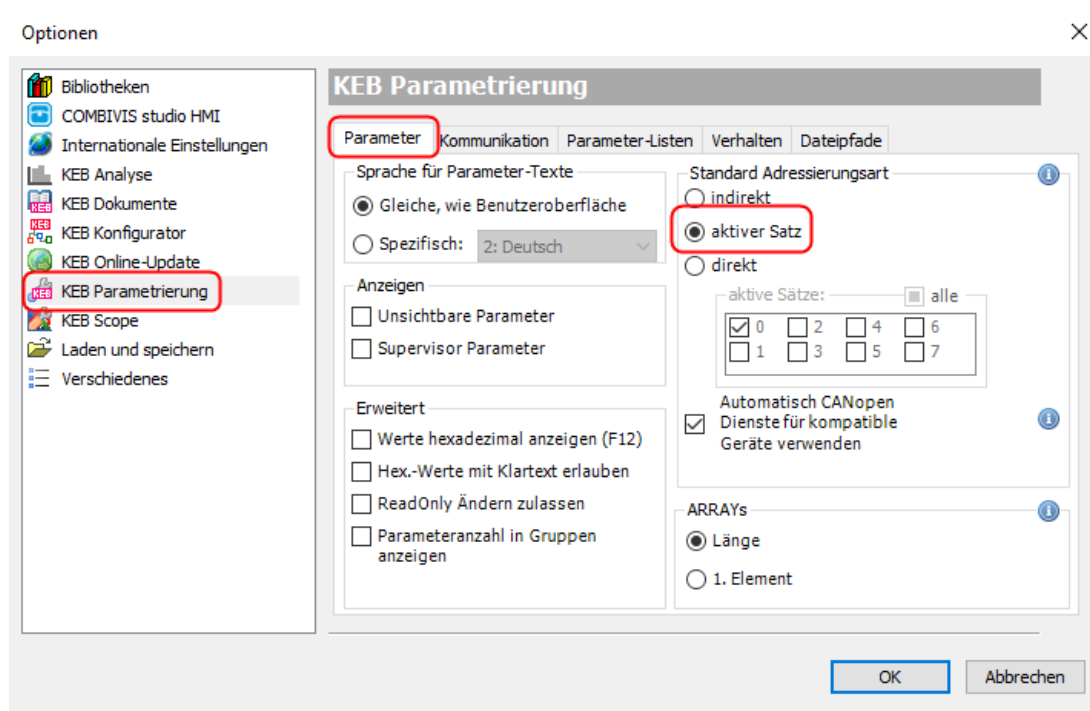 Optionen
Bibliotheken
COMBIVIS studio HMI
Internationale Einstellungen
KEB Analyse
KEB Dokumente
KEB Konfigurator
KEB Online-Update
KEB Parametrierung
KEB Scope
Laden und speichern
Verschiedenes
KEB Parametrierung
Parameter Kommunikation Parameter-Listen Verhalten Dateipfade
Sprache für Parameter-Texte
Gleiche, wie Benutzeroberfläche
Spezifisch: 2: Deutsch
Anzeigen
Unsichtbare Parameter
Supervisor Parameter
Erweitert
Werte hexadezimal anzeigen (F12)
Hex.-Werte mit Klartext erlauben
ReadOnly Ändern zulassen
Parameteranzahl in Gruppen
anzeigen
Standard Adressierungsart
indirekt
aktiver Satz
direkt
aktive Sätze: alle
0 2 4 6
1 3 5 7
Automatisch CANopen
Dienste für kompatible
Geräte verwenden
ARRAYs
Länge
1. Element
OK Abbrechen